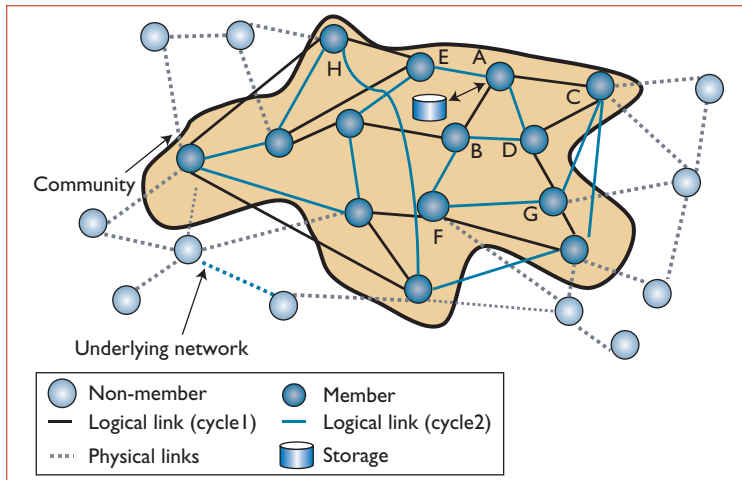 E
A
H
C
B
D
Community
G
F
Underlying network
Non-member
Member
Logical link (cycle1)
Logical link (cycle2)
Physical links
Storage